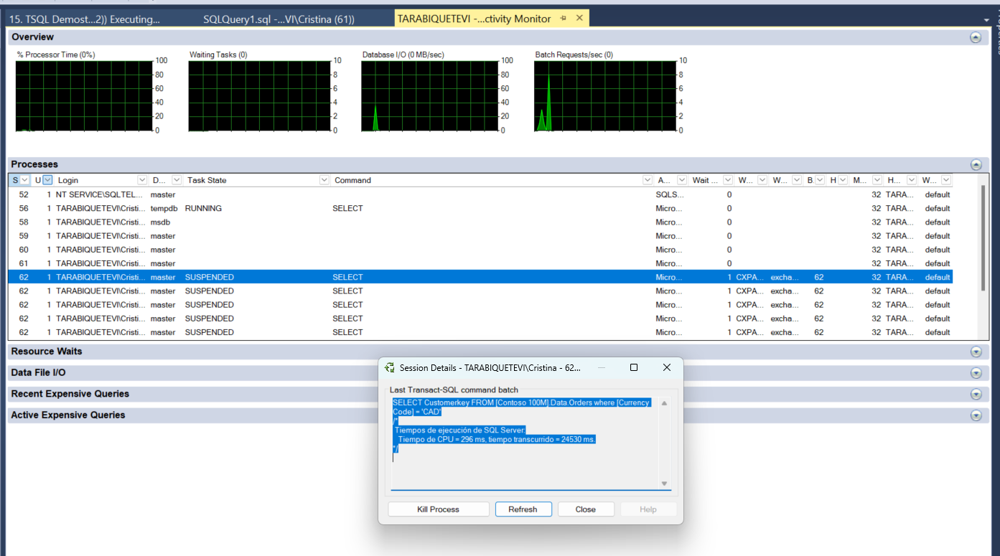 15. TSQL Demost...2)) Executing...
SQLQuery1.sql -...VI\Cristina (61))
TARABIQUETEVI -...ctivity Monitor
Overview
% Processor Time (0%)
100
80
60
40
20
0
Waiting Tasks (0)
10
8
6
4
2
0
Database I/O (0 MB/sec)
100
80
60
40
20
0
Batch Requests/sec (0)
10
8
6
4
2
0
Processes
S U Login D... Task State Command A... Wait ... W... W... B H M... H... W...
52 1 NT SERVICE\SQLTEL... master SQLS... 0 32 TARA... default
56 1 TARABIQUETEVI\Cristi... tempdb RUNNING SELECT Micro... 0 32 TARA... default
58 1 TARABIQUETEVI\Cristi... msdb Micro... 0 32 TARA... default
59 1 TARABIQUETEVI\Cristi... master Micro... 0 32 TARA... default
60 1 TARABIQUETEVI\Cristi... master Micro... 0 32 TARA... default
61 1 TARABIQUETEVI\Cristi... master Micro... 0 32 TARA... default
62 1 TARABIQUETEVI\Cristi... master SUSPENDED SELECT Micro... 1 CXPA... excha... 62 32 TARA... default
62 1 TARABIQUETEVI\Cristi... master SUSPENDED SELECT Micro... 1 CXPA... excha... 62 32 TARA... default
62 1 TARABIQUETEVI\Cristi... master SUSPENDED SELECT Micro... 1 CXPA... excha... 62 32 TARA... default
62 1 TARABIQUETEVI\Cristi... master SUSPENDED SELECT Micro... 1 CXPA... excha... 62 32 TARA... default
62 1 TARABIQUETEVI\Cristi... master SUSPENDED SELECT Micro... 1 CXPA... excha... 62 32 TARA... default
Resource Waits
Data File I/O
Recent Expensive Queries
Active Expensive Queries
Session Details - TARABIQUETEVI\Cristina - 62...
Last Transact-SQL command batch
SELECT Customerkey FROM [Contoso 100M].Data.Orders where [Currency
Code] = 'CAD'
/*
Tiempos de ejecución de SQL Server:
Tiempo de CPU = 296 ms, tiempo transcurrido = 24530 ms.
*/
Kill Process
Refresh
Close
Help